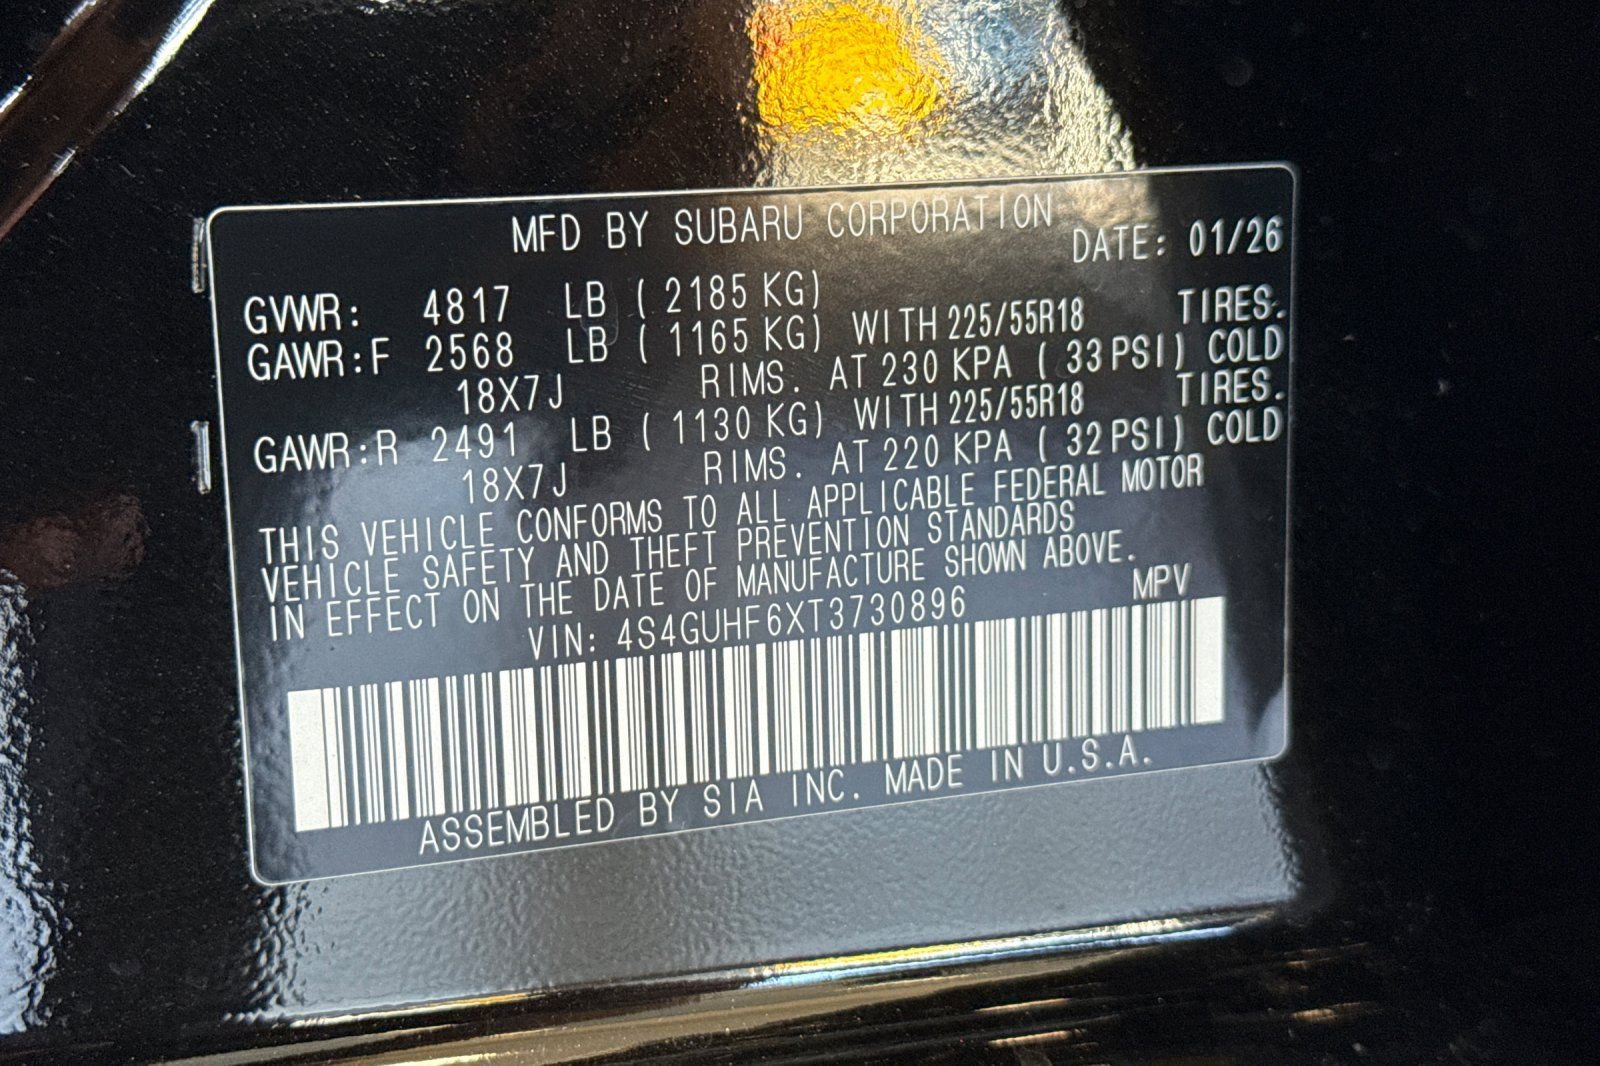 MFD BY SUBARU CORPORATION
DATE: 01/26
GVWR: 4817 LB ( 2185 KG)
GAWR:F 2568 LB ( 1165 KG) WITH 225/55R18 TIRES.
18X7J RIMS. AT 230 KPA ( 33 PSI) COLD
GAWR:R 2491 LB ( 1130 KG) WITH 225/55R18 TIRES.
18X7J RIMS. AT 220 KPA ( 32 PSI) COLD
THIS VEHICLE CONFORMS TO ALL APPLICABLE FEDERAL MOTOR
VEHICLE SAFETY AND THEFT PREVENTION STANDARDS
IN EFFECT ON THE DATE OF MANUFACTURE SHOWN ABOVE.
VIN: 4S4GUHF6XT3730896 MPV
ASSEMBLED BY SIA INC. MADE IN U.S.A.